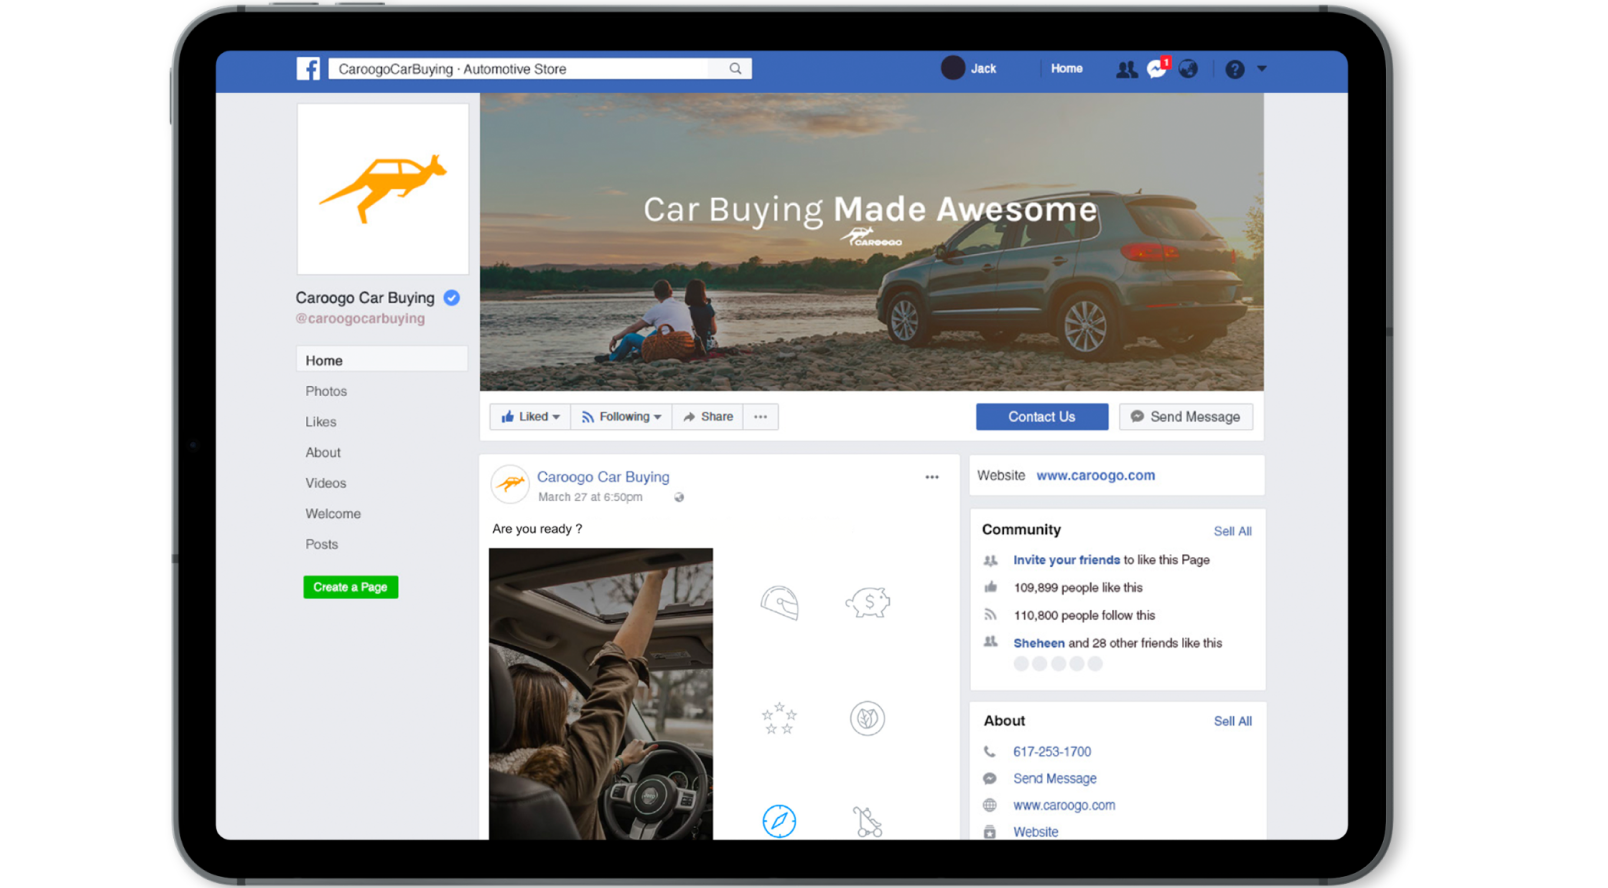 CaroogoCarBuying · Automotive Store
Jack
Home
1
?
Car Buying Made Awesome
CAROOGO
Caroogo Car Buying
@caroogocarbuying
Home
Photos
Likes
About
Videos
Welcome
Posts
Create a Page
Liked
Following
Share
Contact Us
Send Message
Caroogo Car Buying
March 27 at 6:50pm
Are you ready ?
$
Website www.caroogo.com
Community Sell All
Invite your friends to like this Page
109,899 people like this
110,800 people follow this
Sheheen and 28 other friends like this
About Sell All
617-253-1700
Send Message
www.caroogo.com
Website